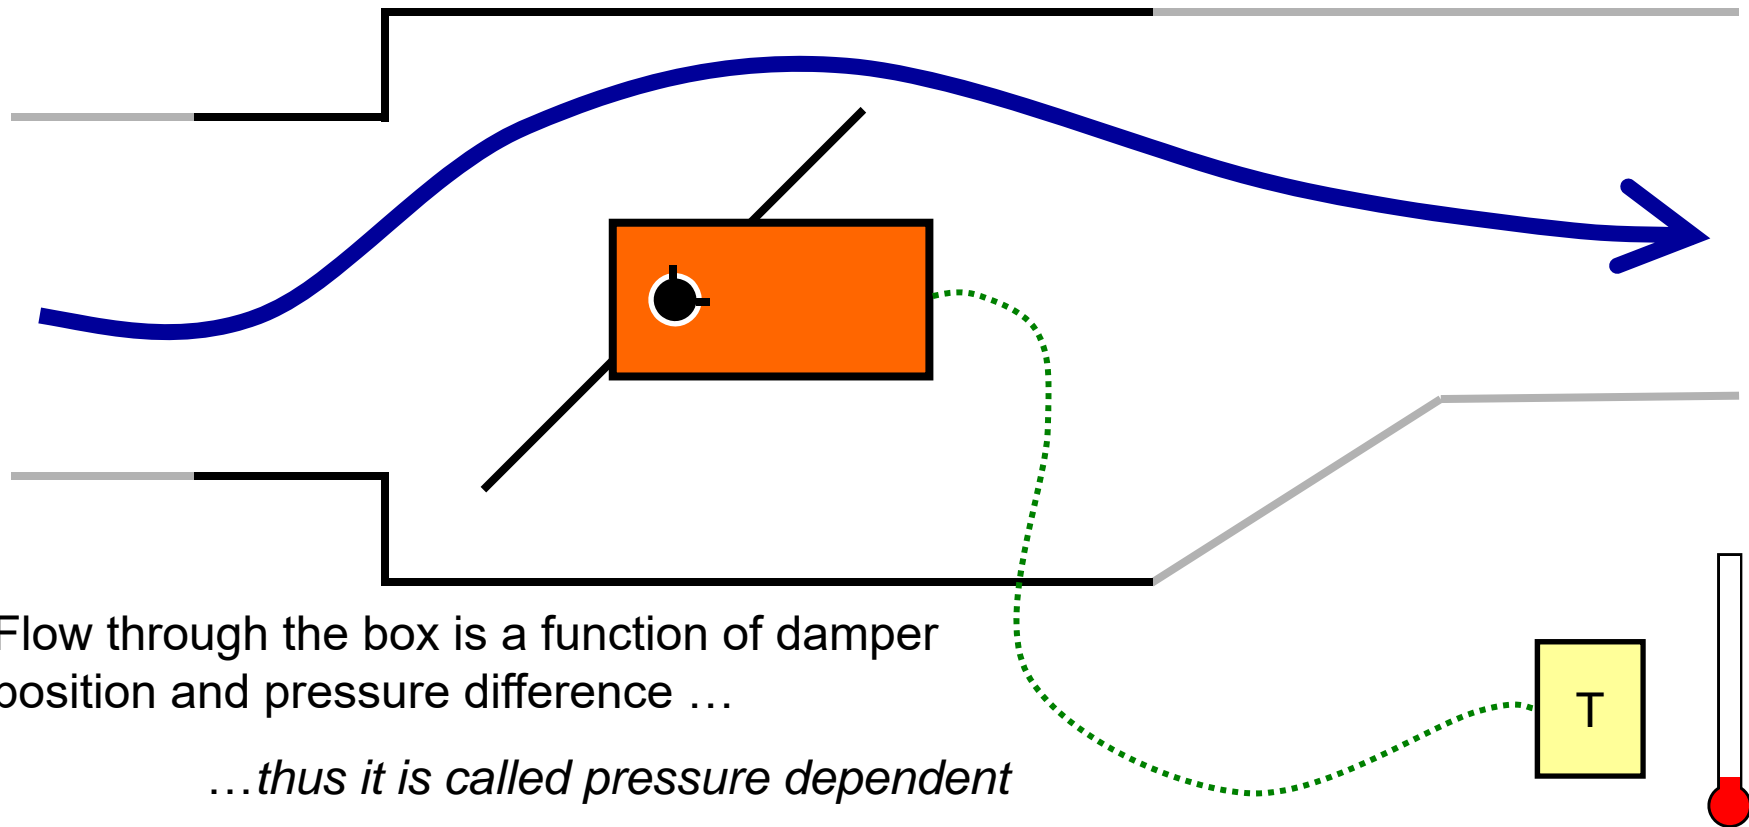 Flow through the box is a function of damper
position and pressure difference …
…thus it is called pressure dependent
T